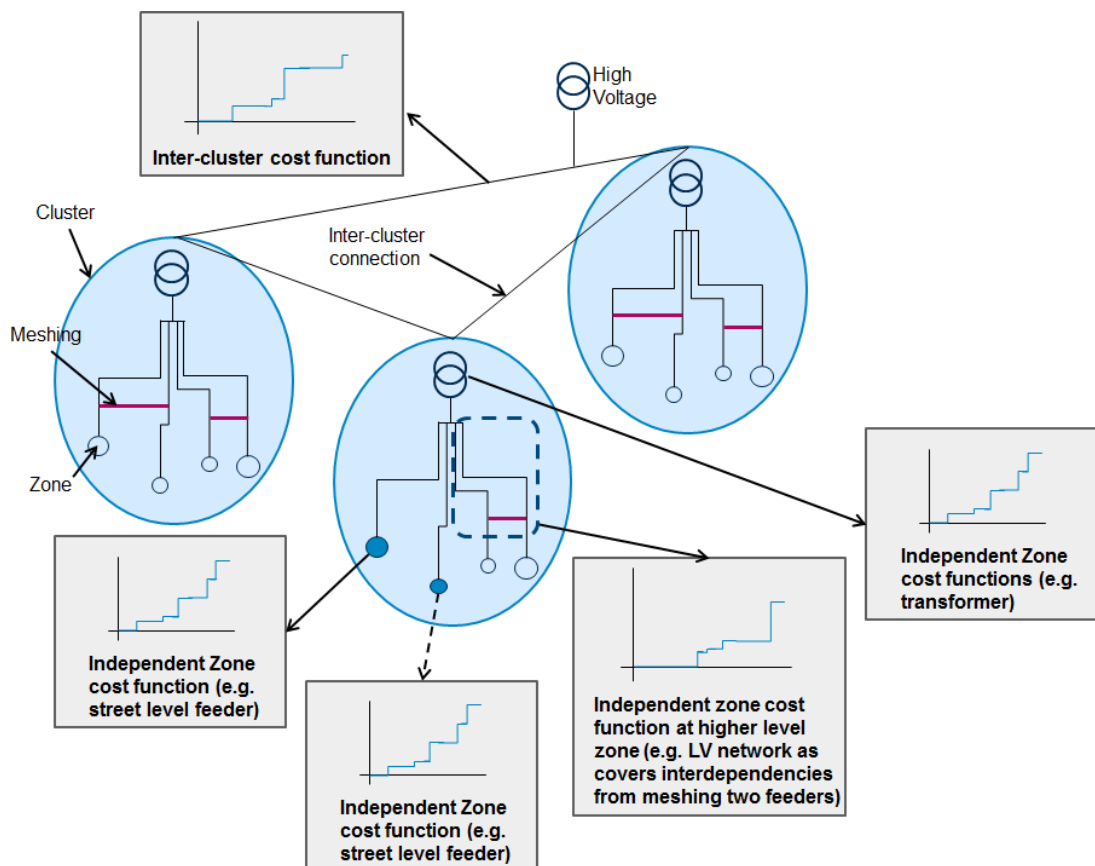 High
Voltage
Inter-cluster cost function
Cluster
Inter-cluster
connection
Meshing
Zone
Independent Zone
cost functions (e.g.
transformer)
Independent Zone
cost function (e.g.
street level feeder)
Independent zone cost
function at higher level
zone (e.g. LV network as
covers interdependencies
from meshing two feeders)
Independent Zone
cost function (e.g.
street level feeder)